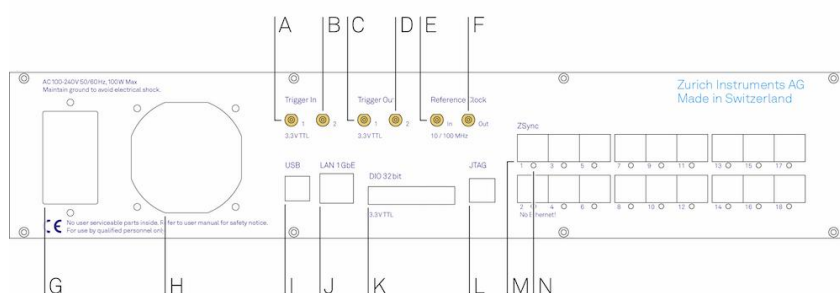 A B C D E F
AC 100-240V 50/60Hz, 100W Max
Maintain ground to avoid electrical shock.
Zurich Instruments AG
Made in Switzerland
Trigger In
Trigger Out
Reference Clock
1 2 1 2 In Out
3.3V TTL
3.3V TTL
10 / 100 MHz
ZSync
USB
LAN 1GbE
DIO 32bit
JTAG
1 3 5 7 9 11 13 15 17
3.3V TTL
2 4 6 8 10 12 14 16 18
No Ethernet!
CE
No user serviceable parts inside. Refer to user manual for safety notice.
For use by qualified personnel only.
G H I J K L M N